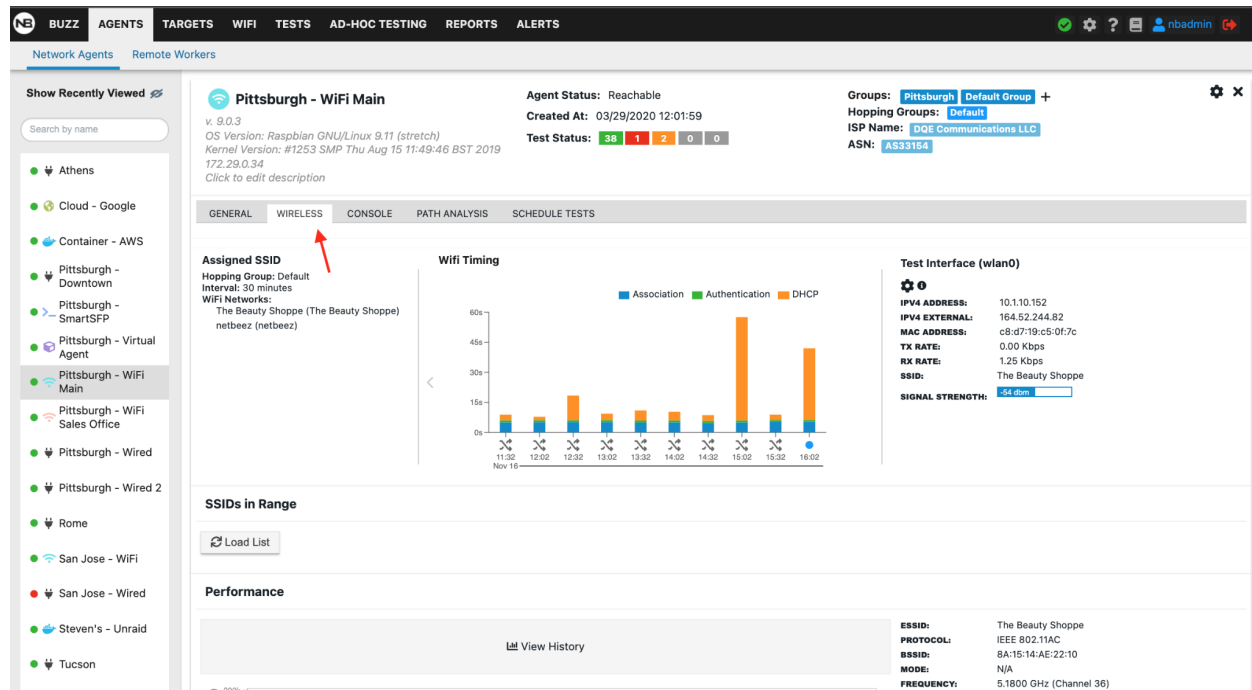 NB BUZZ AGENTS TARGETS WIFI TESTS AD-HOC TESTING REPORTS ALERTS ? nbadmin
Network Agents Remote Workers
Show Recently Viewed
Search by name
Athens
Cloud - Google
Container - AWS
Pittsburgh -
Downtown
Pittsburgh -
SmartSFP
Pittsburgh - Virtual
Agent
Pittsburgh - WiFi
Main
Pittsburgh - WiFi
Sales Office
Pittsburgh - Wired
Pittsburgh - Wired 2
Rome
San Jose - WiFi
San Jose - Wired
Steven's - Unraid
Tucson
Pittsburgh - WiFi Main
v. 9.0.3
OS Version: Raspbian GNU/Linux 9.11 (stretch)
Kernel Version: #1253 SMP Thu Aug 15 11:49:46 BST 2019
172.29.0.34
Click to edit description
Agent Status: Reachable
Created At: 03/29/2020 12:01:59
Test Status: 38 1 2 0 0
Groups: Pittsburgh Default Group +
Hopping Groups: Default
ISP Name: DQE Communications LLC
ASN: AS33154
GENERAL WIRELESS CONSOLE PATH ANALYSIS SCHEDULE TESTS
Assigned SSID
Hopping Group: Default
Interval: 30 minutes
WiFi Networks:
The Beauty Shoppe (The Beauty Shoppe)
netbeez (netbeez)
Wifi Timing
Association Authentication DHCP
60s
45s
30s
15s
0s
11:32 12:02 12:32 13:02 13:32 14:02 14:32 15:02 15:32 16:02
Nov 16
Test Interface (wlan0)
IPV4 ADDRESS: 10.1.10.152
IPV4 EXTERNAL: 164.52.244.82
MAC ADDRESS: c8:d7:19:c5:0f:7c
TX RATE: 0.00 Kbps
RX RATE: 1.25 Kbps
SSID: The Beauty Shoppe
SIGNAL STRENGTH: -54 dbm
SSIDs in Range
Load List
Performance
View History
ESSID: The Beauty Shoppe
PROTOCOL: IEEE 802.11AC
BSSID: 8A:15:14:AE:22:10
MODE: N/A
FREQUENCY: 5.1800 GHz (Channel 36)